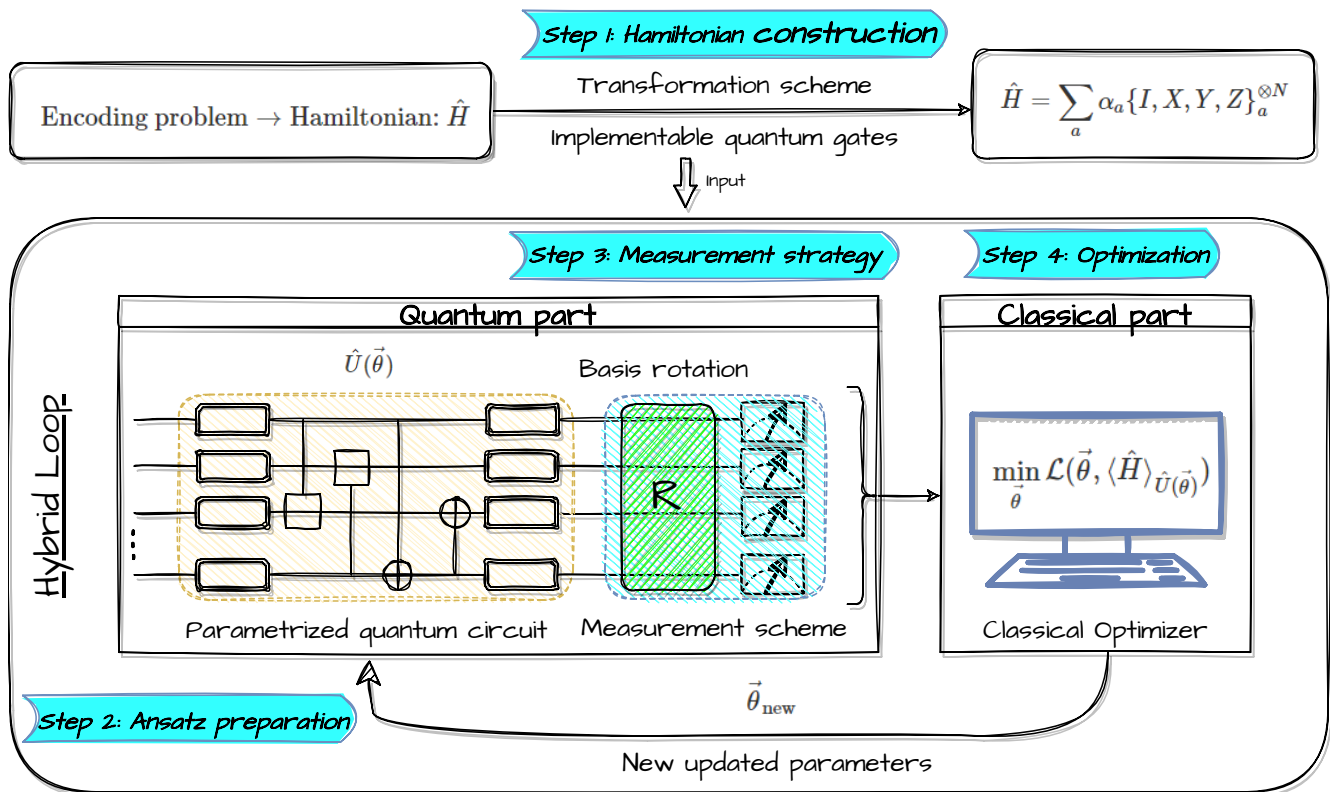 Step 1: Hamiltonian construction
Encoding problem → Hamiltonian: Ĥ
Transformation scheme
Implementable quantum gates
Ĥ = ∑_a α_a{I, X, Y, Z}_a^{⊗N}
Input
Hybrid Loop
Step 3: Measurement strategy
Step 4: Optimization
Quantum part
Classical part
Û(θ⃗)
Basis rotation
R
min_{θ⃗} ℒ(θ⃗, ⟨Ĥ⟩_{Û(θ⃗)})
Parametrized quantum circuit
Measurement scheme
Classical Optimizer
Step 2: Ansatz preparation
θ⃗_new
New updated parameters